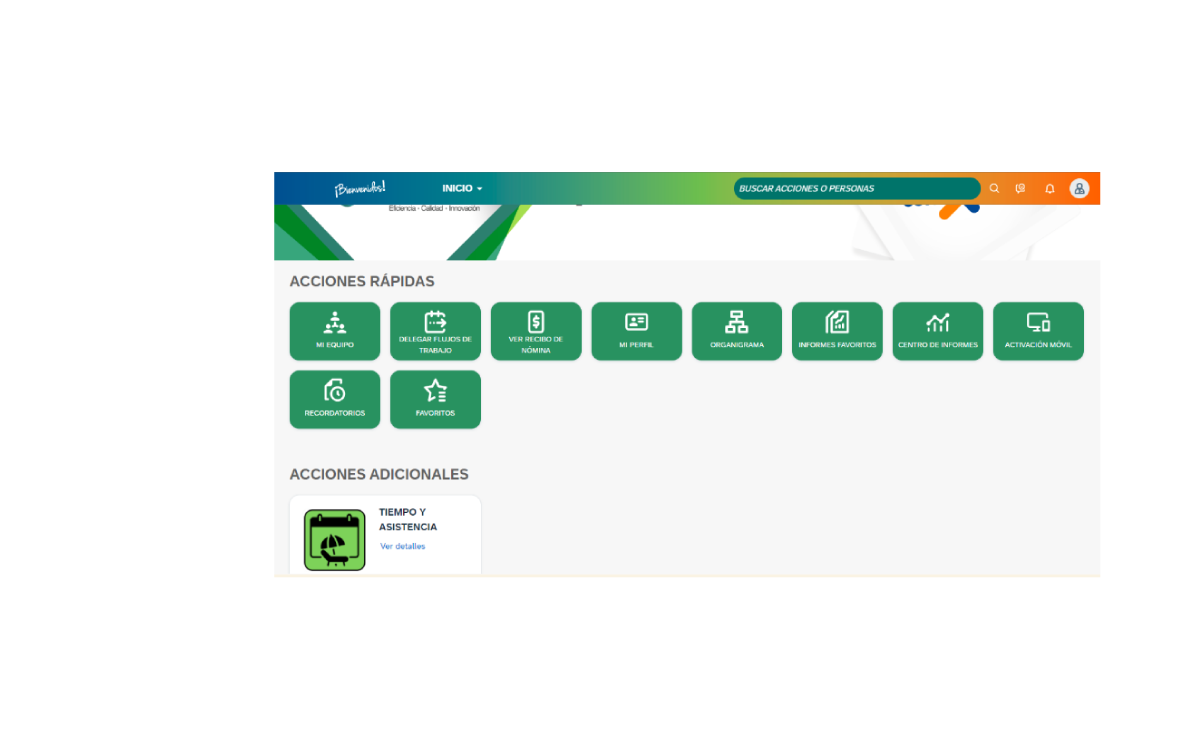 ¡Bienvenidos!
INICIO
BUSCAR ACCIONES O PERSONAS
Eficiencia - Calidad - Innovación
ACCIONES RÁPIDAS
MI EQUIPO
DELEGAR FLUJOS DE
TRABAJO
VER RECIBO DE
NÓMINA
MI PERFIL
ORGANIGRAMA
INFORMES FAVORITOS
CENTRO DE INFORMES
ACTIVACIÓN MÓVIL
RECORDATORIOS
FAVORITOS
ACCIONES ADICIONALES
TIEMPO Y
ASISTENCIA
Ver detalles